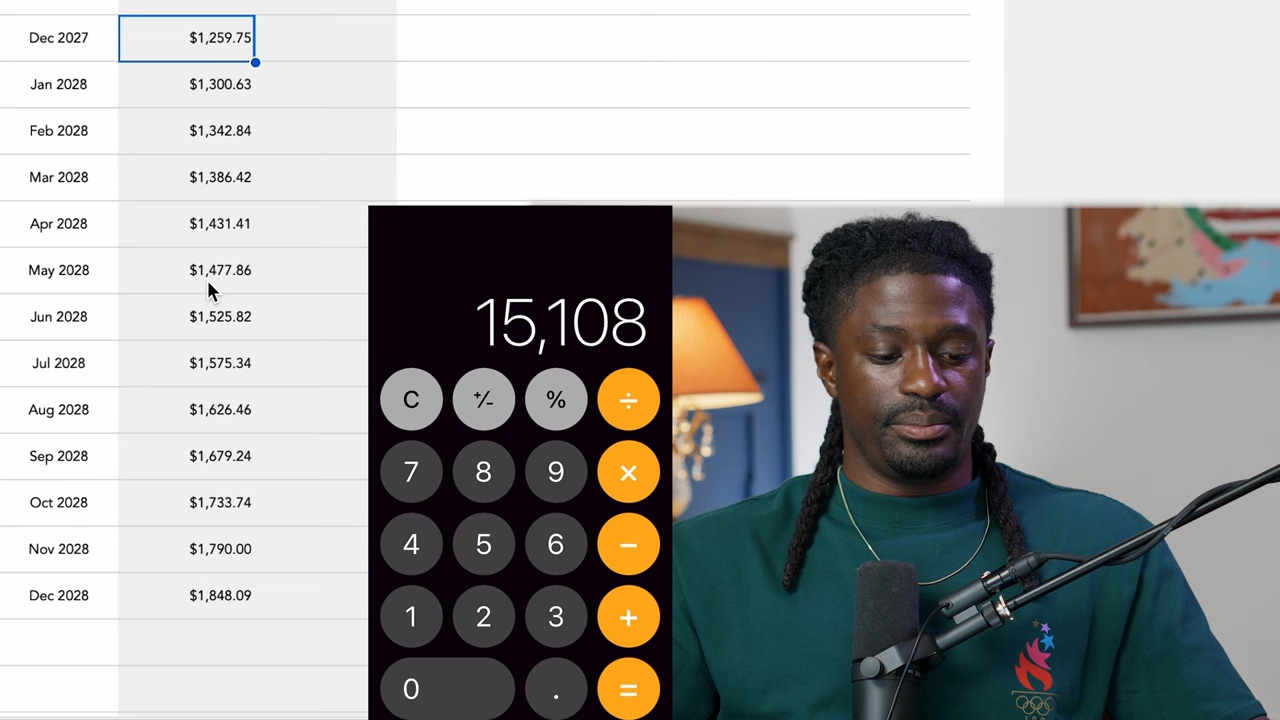 Dec 2027 $1,259.75
Jan 2028 $1,300.63
Feb 2028 $1,342.84
Mar 2028 $1,386.42
Apr 2028 $1,431.41
May 2028 $1,477.86
Jun 2028 $1,525.82
Jul 2028 $1,575.34
Aug 2028 $1,626.46
Sep 2028 $1,679.24
Oct 2028 $1,733.74
Nov 2028 $1,790.00
Dec 2028 $1,848.09
15,108
C +/- % ÷
7 8 9 ×
4 5 6 −
1 2 3 +
0 . =